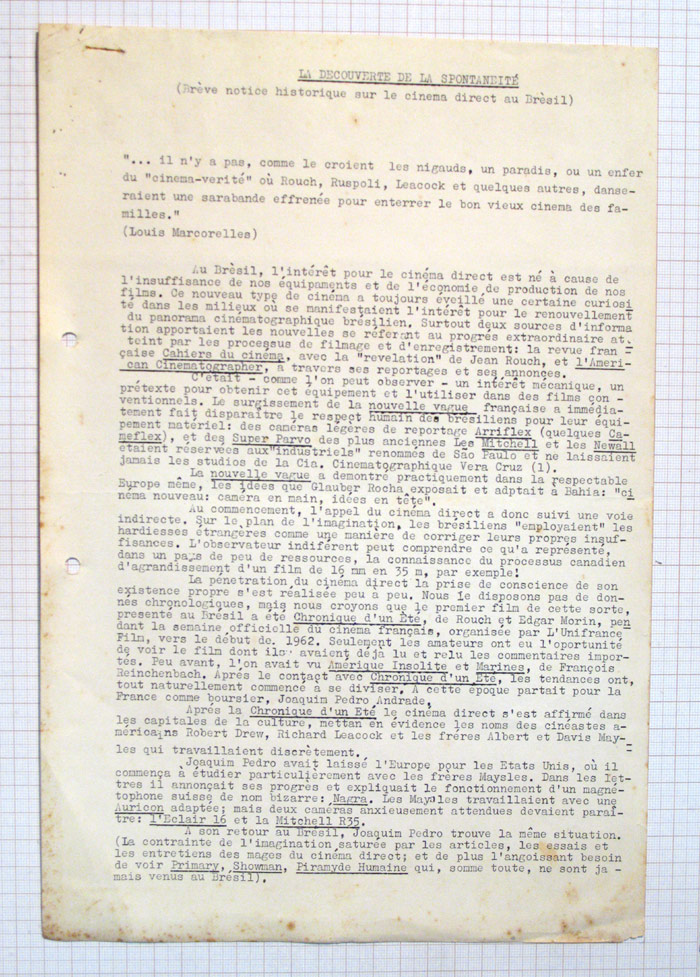 LA DECOUVERTE DE LA SPONTANEITÉ
(Brève notice historique sur le cinema direct au Brèsil)
"... il n'y a pas, comme le croient les nigauds, un paradis, ou un enfer
du "cinema-verité" où Rouch, Ruspoli, Leacock et quelques autres, danse-
raient une sarabande effrenée pour enterrer le bon vieux cinema des fa-
milles."
(Louis Marcorelles)
Au Brèsil, l'intérêt pour le cinéma direct est né à cause de
l'insuffisance de nos équipaments et de l'économie de production de nos
films. Ce nouveau type de cinéma a toujours éveillé une certaine curiosi
té dans les milieux où se manifestaient l'intérêt pour le renouvellement
du panorama cinématographique brésilien. Surtout deux sources d'informa
tion apportaient les nouvelles se réferant au progrés extraordinaire at.
teint par les processus de filmage et d'enregistrement: la revue fran =
çaise Cahiers du cinema, avec la "revelation" de Jean Rouch, et l'Ameri-
can Cinematographer, a travers ses reportages et ses annonces.
C'était - comme l'on peut observer - un intérêt mécanique, un
prétexte pour obtenir cet équipement et l'utiliser dans des films con -
ventionnels. Le surgissement de la nouvelle vague française a immédia-
tement fait disparaître le respect humain des brésiliens pour leur équi-
pement matériel: des caméras légères de reportage Arriflex (quelques Ca-
meflex), et des Super Parvo des plus anciennes Les Mitchell et les Newall
etaient réservées aux"industriels" renommés de São Paulo et ne laissaient
jamais les studios de la Cia. Cinematographique Vera Cruz (1).
La nouvelle vague a demontré practiquement dans la respectable
Europe même, les idées que Glauber Rocha exposait et adptait à Bahia: "ci
nema nouveau: caméra en main, idées en tête".
Au commencement, l'appel du cinéma direct a donc suivi une voie
indirecte. Sur le plan de l'imagination, les brésiliens "employaient" les
hardiesses étrangères comme une manière de corriger leurs propres insuf-
fisances. L'observateur indifèrent peut comprendre ce qu'a représenté,
dans un pays de peu de ressources, la connaissance du processus canadien
d'agrandissement d'un film de 16 mm en 35 m, par exemple!
La pénetration du cinéma direct la prise de conscience de son
existence propre s'est réalisée peu a peu. Nous le disposons pas de don-
nés chronologiques, mais nous croyons que le premier film de cette sorte,
presenté au Brésil a été Chronique d'un Eté, de Rouch et Edgar Morin, pen
dant la semaine officielle du cinéma français, organisée par L'Unifrance
Film, vers le début de. 1962. Seulement les amateurs ont eu l'oportunité
de voir le film dont ils avaient déjà lu et relu les commentaires impor-
tes. Peu avant, l'on avait vu Amerique Insolite et Marines, de François
Reinchenbach. Aprés le contact avec Chronique d'un Eté, les tendances ont,
tout naturellement commence a se diviser. A cette époque partait pour la
France comme boursier, Joaquim Pedro Andrade.
Après la Chronique d'un Eté le cinéma direct s'est affirmé dans
les capitales de la culture, mettan en évidence les noms des cinéastes a-
méricains Robert Drew, Richard Leacock et les fréres Albert et Davis May-
les qui travaillaient discrètement. =
Joaquim Pedro avait laissé l'Europe pour les Etats Unis, où il
commença à étudier particulièrement avec les frères Maysles. Dans les let-
tres il annonçait ses progres et expliquait le fonctionnement d'un magné-
tophone suisse de nom bizarre: Nagra. Les Maysles travaillaient avec une
Auricon adaptée; mais deux caméras anxieusement attendues devaient paraî-
tre: l'Eclair 16 et la Mitchell R35.
A son retour au Brésil, Joaquim Pedro trouve la même situation.
(La contrainte de l'imagination saturée par les articles, les essais et
les entretiens des mages du cinéma direct; et de plus l'angoissant besoin
de voir Primary, Showman, Piramyde Humaine qui, somme toute, ne sont ja -
mais venus au Brésil).